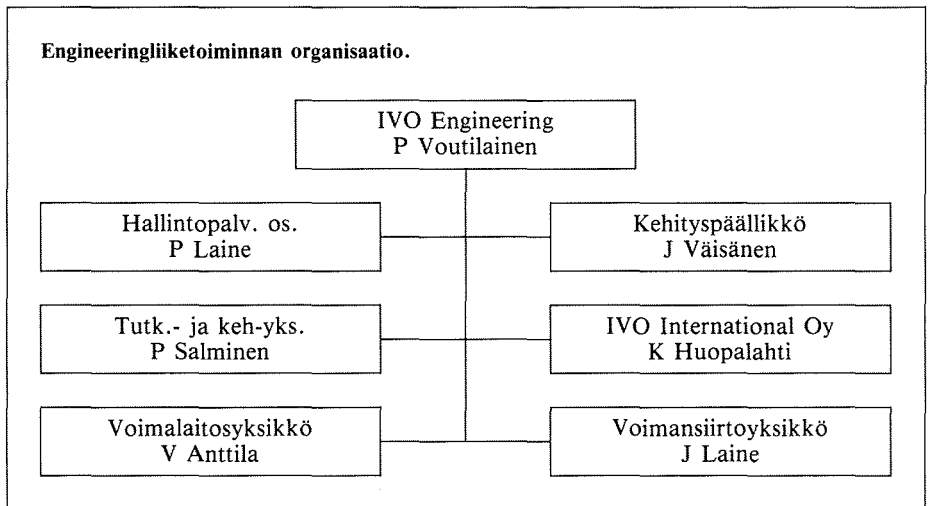 Engineeringliiketoiminnan organisaatio.
IVO Engineering
P Voutilainen
Hallintopalv. os.
P Laine
Kehityspäällikkö
J Väisänen
Tutk.- ja keh-yks.
P Salminen
IVO International Oy
K Huopalahti
Voimalaitosyksikkö
V Anttila
Voimansiirtoyksikkö
J Laine